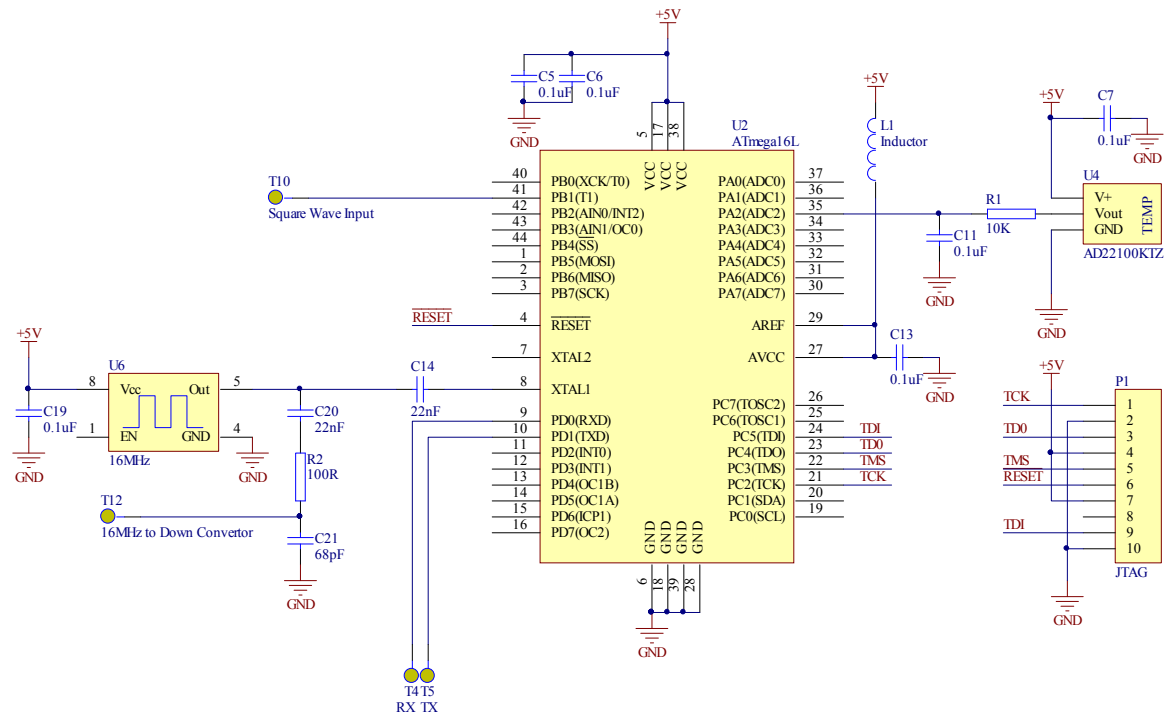 +5V
C5
0.1uF
C6
0.1uF
GND
5
17
38
VCC
VCC
VCC
U2
ATmega16L
40 PB0(XCK/T0)
41 PB1(T1)
42 PB2(AIN0/INT2)
43 PB3(AIN1/OC0)
44 PB4(SS)
1 PB5(MOSI)
2 PB6(MISO)
3 PB7(SCK)
4 RESET
7 XTAL2
8 XTAL1
9 PD0(RXD)
10 PD1(TXD)
11 PD2(INT0)
12 PD3(INT1)
13 PD4(OC1B)
14 PD5(OC1A)
15 PD6(ICP1)
16 PD7(OC2)
PA0(ADC0) 37
PA1(ADC1) 36
PA2(ADC2) 35
PA3(ADC3) 34
PA4(ADC4) 33
PA5(ADC5) 32
PA6(ADC6) 31
PA7(ADC7) 30
AREF 29
AVCC 27
PC7(TOSC2) 26
PC6(TOSC1) 25
PC5(TDI) 24 TDI
PC4(TDO) 23 TD0
PC3(TMS) 22 TMS
PC2(TCK) 21 TCK
PC1(SDA) 20
PC0(SCL) 19
GND
GND
GND
GND
6
18
39
28
GND
T10
Square Wave Input
RESET
+5V
U6
8 Vcc
Out 5
1 EN
GND 4
16MHz
C19
0.1uF
GND
GND
C14
22nF
C20
22nF
R2
100R
T12
16MHz to Down Convertor
C21
68pF
GND
T4 T5
RX TX
+5V
L1
Inductor
C13
0.1uF
GND
+5V
C7
0.1uF
GND
U4
V+
Vout
GND
TEMP
AD22100KTZ
R1
10K
C11
0.1uF
GND
GND
+5V
P1
TCK 1
2
TD0 3
4
TMS 5
RESET 6
7
8
TDI 9
10
JTAG
GND